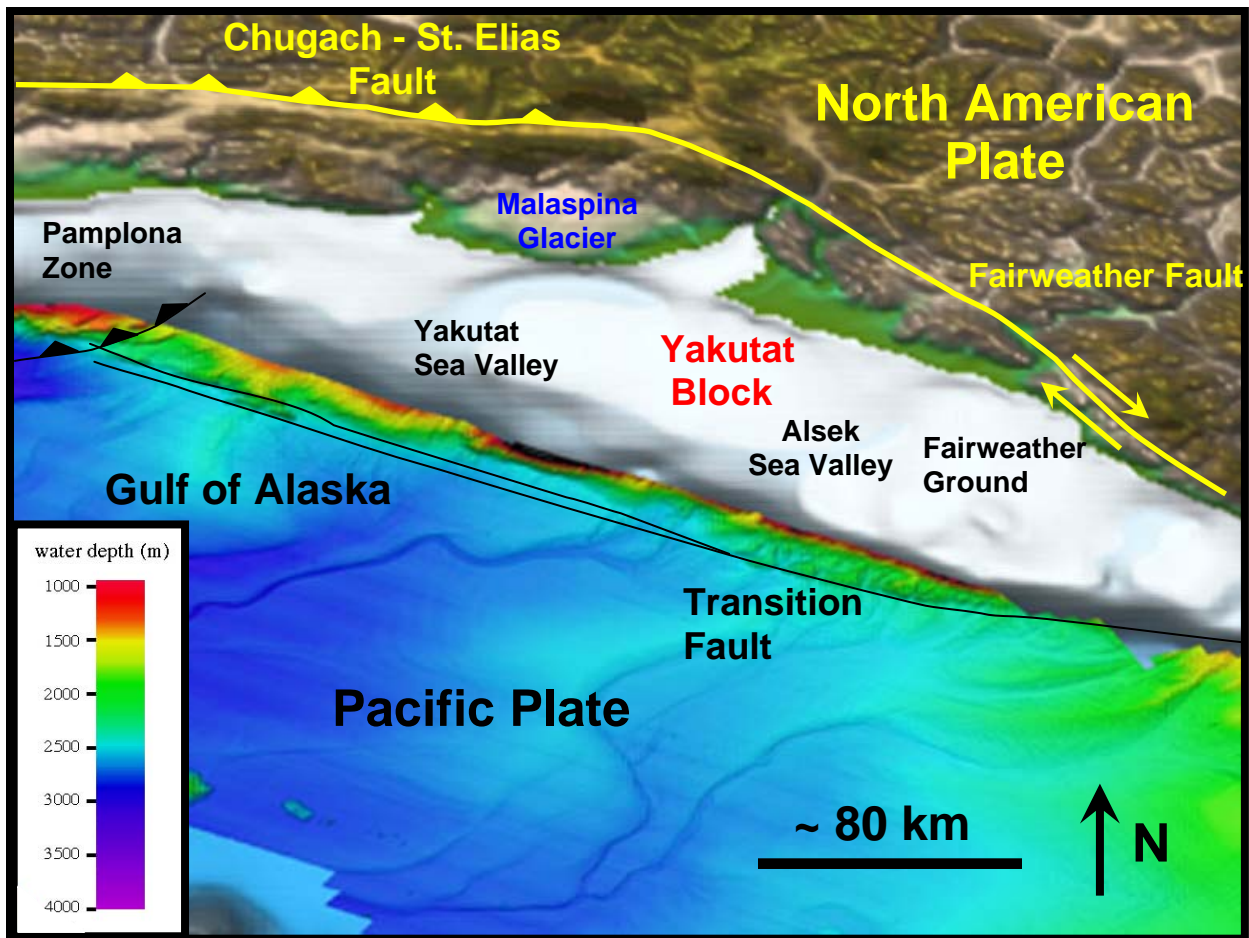 Chugach - St. Elias
Fault
North American
Plate
Malaspina
Glacier
Pamplona
Zone
Fairweather Fault
Yakutat
Sea Valley
Yakutat
Block
Alsek
Sea Valley
Fairweather
Ground
Gulf of Alaska
water depth (m)
1000
1500
2000
2500
3000
3500
4000
Transition
Fault
Pacific Plate
~ 80 km
N